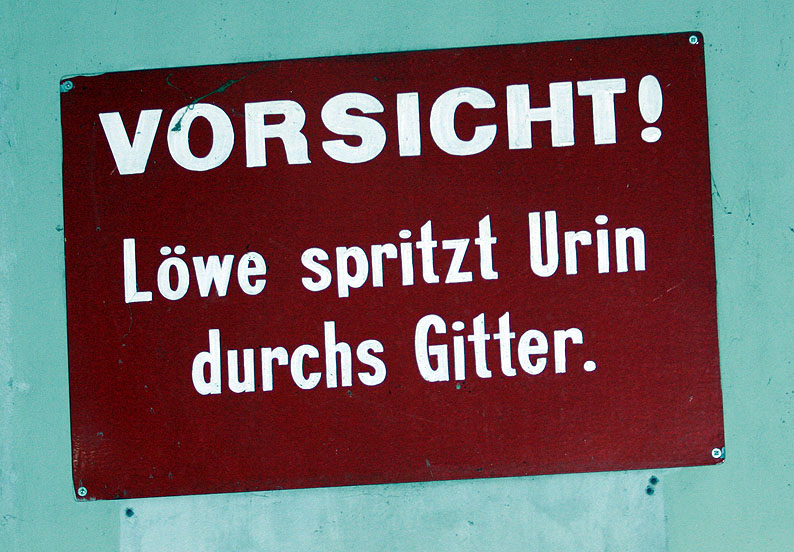 VORSICHT!
Löwe spritzt Urin
durchs Gitter.